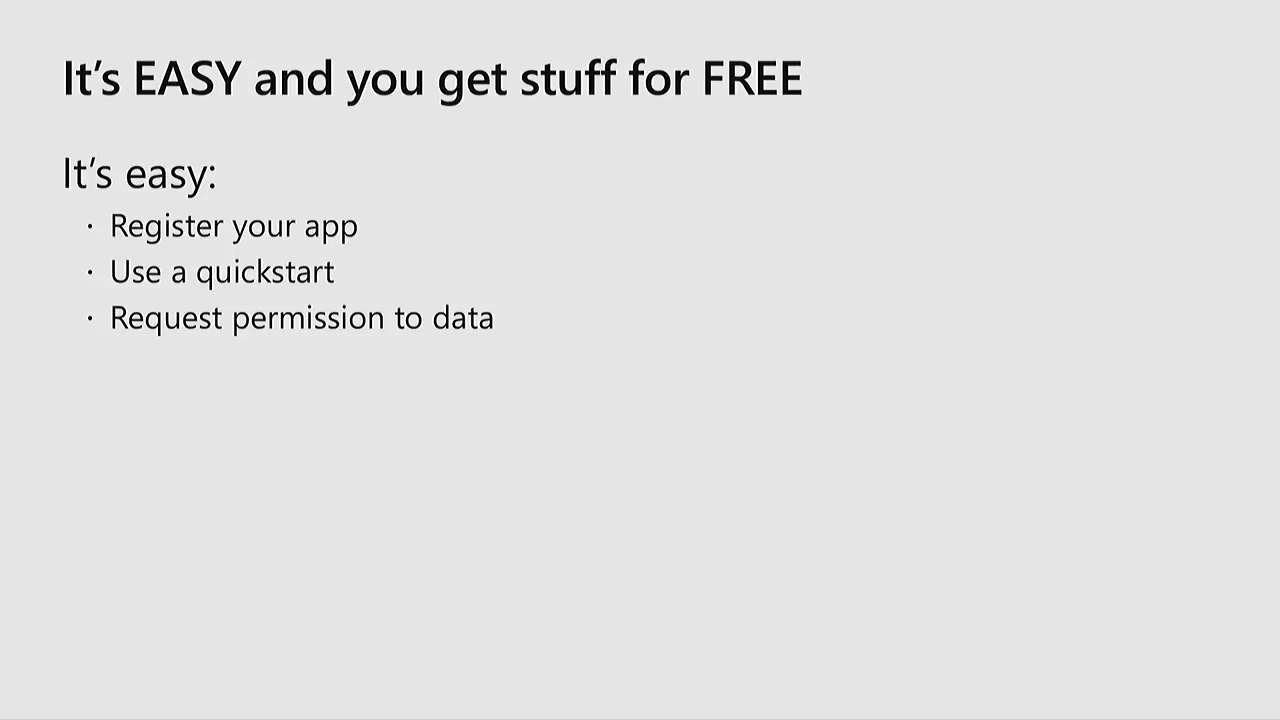 It’s EASY and you get stuff for FREE
It’s easy:
· Register your app
· Use a quickstart
· Request permission to data